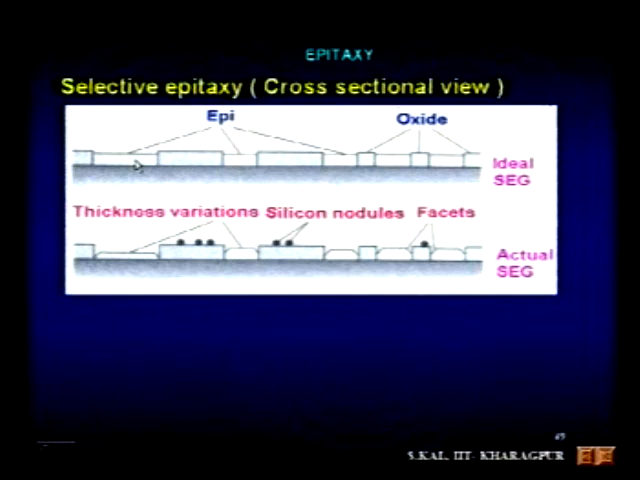 EPITAXY
Selective epitaxy ( Cross sectional view )
Epi
Oxide
Ideal
SEG
Thickness variations
Silicon nodules
Facets
Actual
SEG
S.KAL, IIT- KHARAGPUR